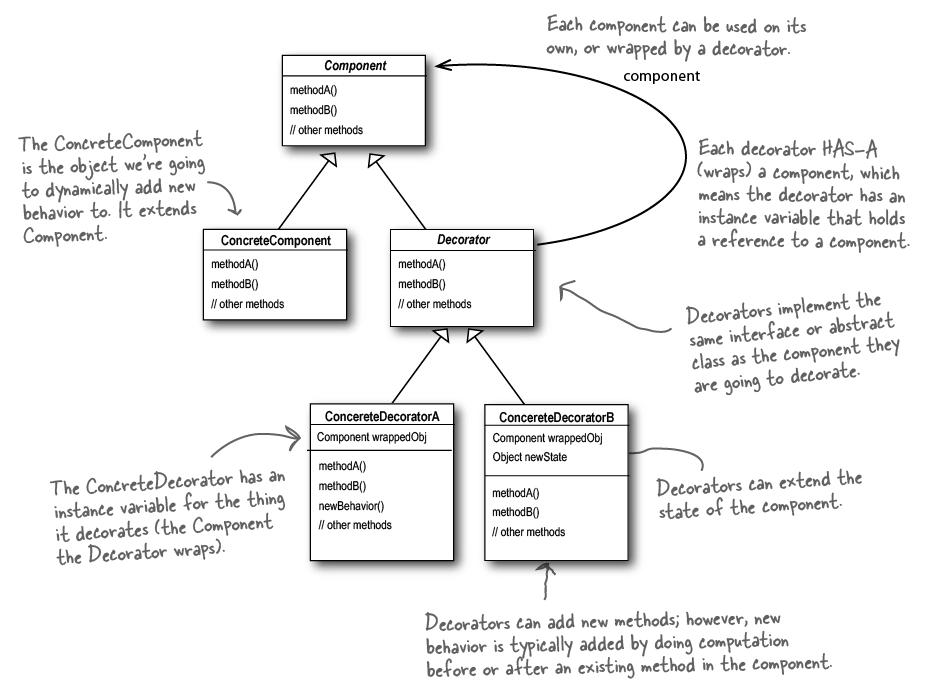 Each component can be used on its
own, or wrapped by a decorator.
component
Component
methodA()
methodB()
// other methods
The ConcreteComponent
is the object we're going
to dynamically add new
behavior to. It extends
Component.
Each decorator HAS-A
(wraps) a component, which
means the decorator has an
instance variable that holds
a reference to a component.
ConcreteComponent
methodA()
methodB()
// other methods
Decorator
methodA()
methodB()
// other methods
Decorators implement the
same interface or abstract
class as the component they
are going to decorate.
ConcereteDecoratorA
Component wrappedObj
methodA()
methodB()
newBehavior()
// other methods
ConcereteDecoratorB
Component wrappedObj
Object newState
methodA()
methodB()
// other methods
The ConcreteDecorator has an
instance variable for the thing
it decorates (the Component
the Decorator wraps).
Decorators can extend the
state of the component.
Decorators can add new methods; however, new
behavior is typically added by doing computation
before or after an existing method in the component.